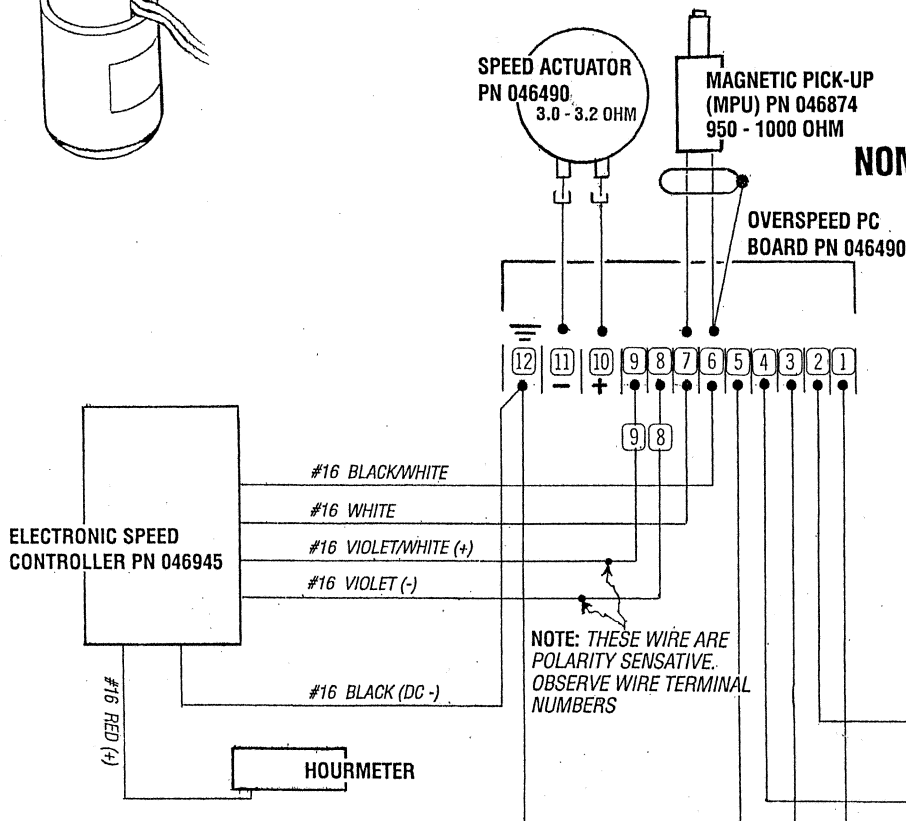 SPEED ACTUATOR
PN 046490
3.0 - 3.2 OHM
MAGNETIC PICK-UP
(MPU) PN 046874
950 - 1000 OHM
OVERSPEED PC
BOARD PN 046490
12 11 10 9 8 7 6 5 4 3 2 1
- +
9 8
#16 BLACK/WHITE
#16 WHITE
#16 VIOLET/WHITE (+)
#16 VIOLET (-)
ELECTRONIC SPEED
CONTROLLER PN 046945
NOTE: THESE WIRE ARE
POLARITY SENSATIVE.
OBSERVE WIRE TERMINAL
NUMBERS
#16 BLACK (DC -)
#16 RED (+)
HOURMETER